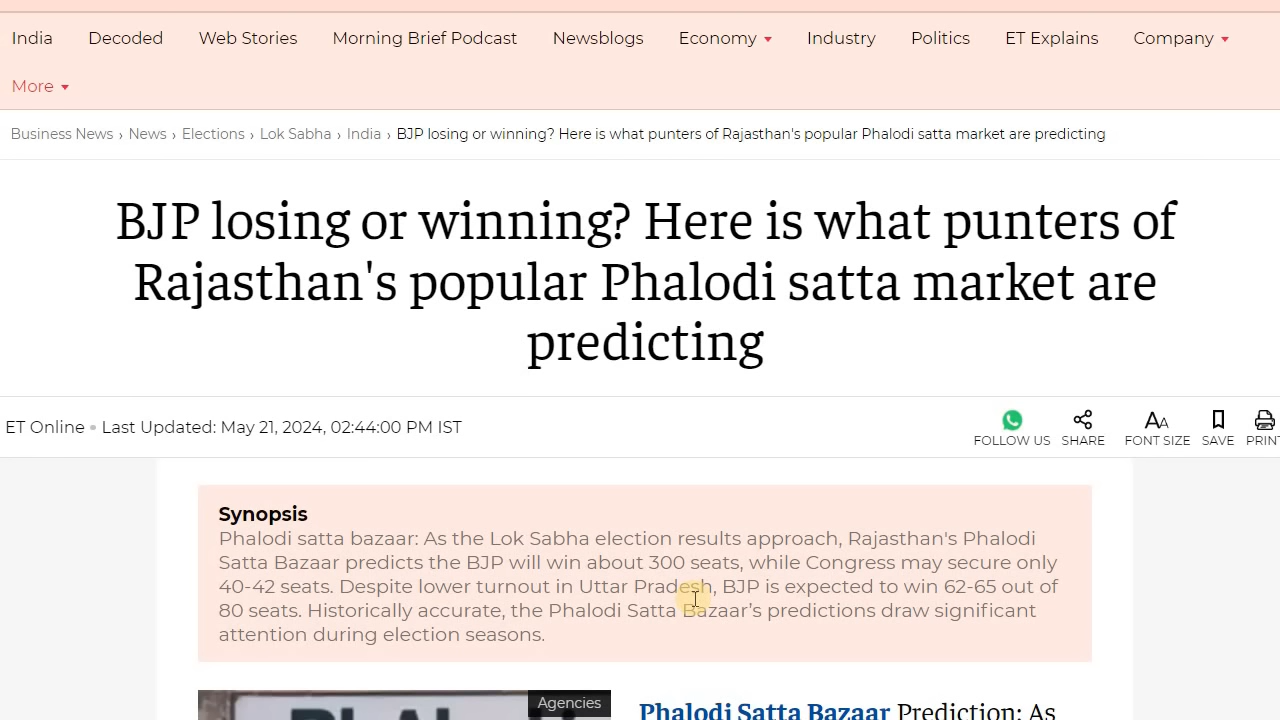 India Decoded Web Stories Morning Brief Podcast Newsblogs Economy Industry Politics ET Explains Company
More
Business News › News › Elections › Lok Sabha › India › BJP losing or winning? Here is what punters of Rajasthan's popular Phalodi satta market are predicting
BJP losing or winning? Here is what punters of
Rajasthan's popular Phalodi satta market are
predicting
ET Online • Last Updated: May 21, 2024, 02:44:00 PM IST
FOLLOW US SHARE FONT SIZE SAVE PRINT
Synopsis
Phalodi satta bazaar: As the Lok Sabha election results approach, Rajasthan's Phalodi
Satta Bazaar predicts the BJP will win about 300 seats, while Congress may secure only
40-42 seats. Despite lower turnout in Uttar Pradesh, BJP is expected to win 62-65 out of
80 seats. Historically accurate, the Phalodi Satta Bazaar’s predictions draw significant
attention during election seasons.
Agencies
Phalodi Satta Bazaar Prediction: As